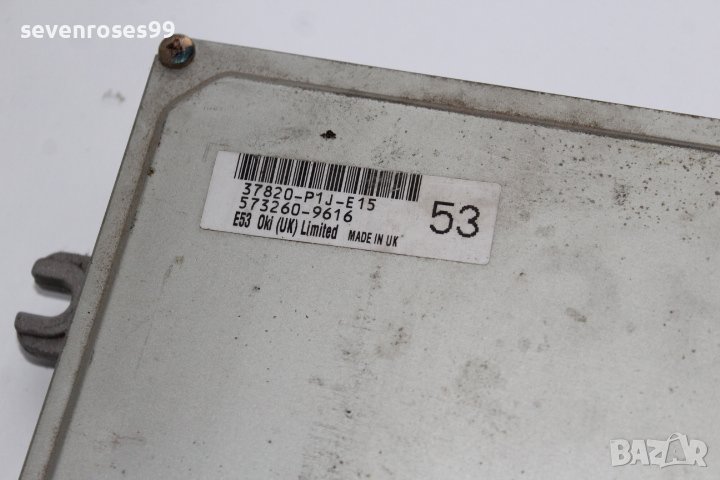 sevenroses99
37820-P1J-E15
573260-9616
E53 Oki (UK) Limited MADE IN UK
53
BAZAR